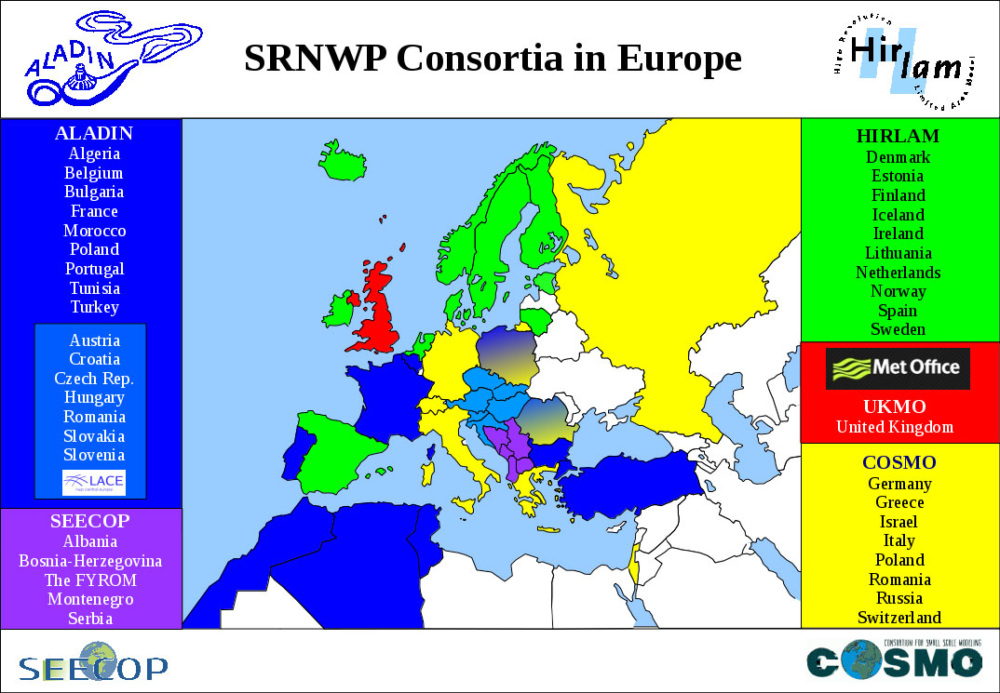 ALADIN
SRNWP Consortia in Europe
High Resolution
HirLam
Limited Area Model
ALADIN
Algeria
Belgium
Bulgaria
France
Morocco
Poland
Portugal
Tunisia
Turkey
Austria
Croatia
Czech Rep.
Hungary
Romania
Slovakia
Slovenia
LACE
nwp central europe
SEECOP
Albania
Bosnia-Herzegovina
The FYROM
Montenegro
Serbia
HIRLAM
Denmark
Estonia
Finland
Iceland
Ireland
Lithuania
Netherlands
Norway
Spain
Sweden
Met Office
UKMO
United Kingdom
COSMO
Germany
Greece
Israel
Italy
Poland
Romania
Russia
Switzerland
SEECOP
CONSORTIUM FOR SMALL SCALE MODELING
COSMO